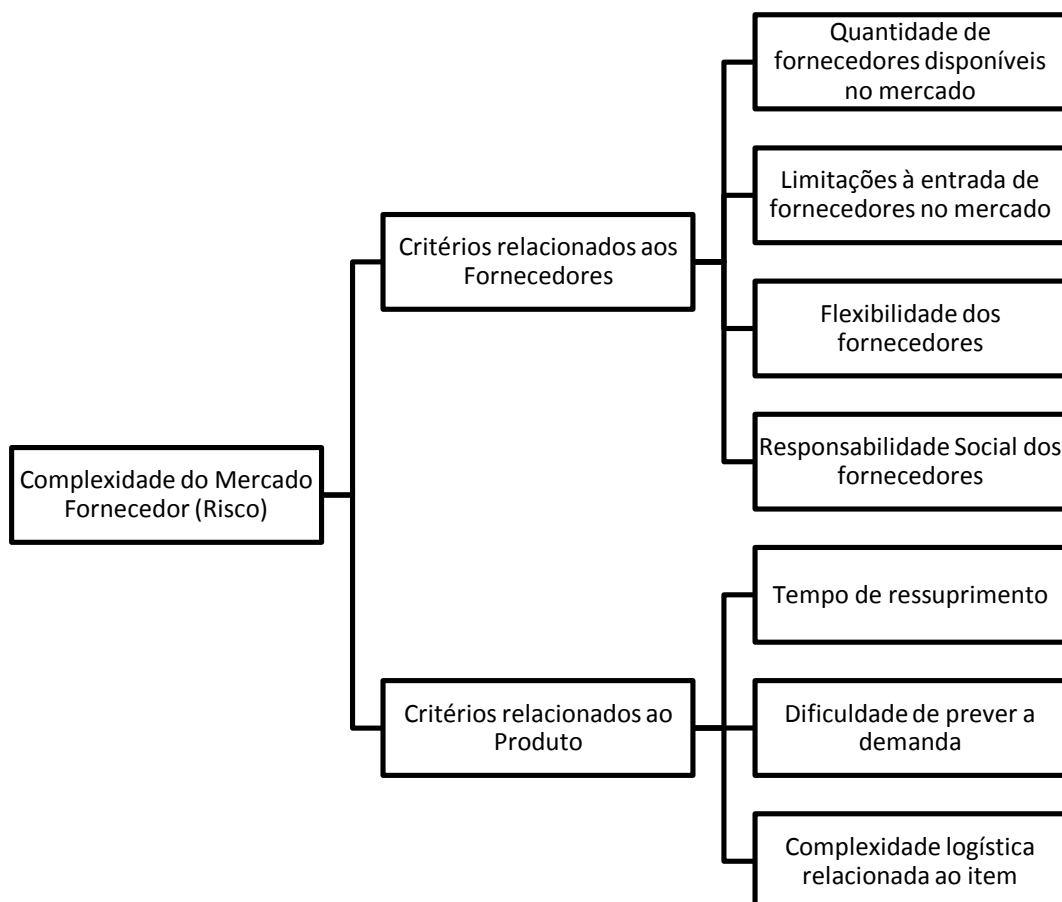 Complexidade do Mercado
Fornecedor (Risco)
Critérios relacionados aos
Fornecedores
Quantidade de
fornecedores disponíveis
no mercado
Limitações à entrada de
fornecedores no mercado
Flexibilidade dos
fornecedores
Responsabilidade Social dos
fornecedores
Critérios relacionados ao
Produto
Tempo de ressuprimento
Dificuldade de prever a
demanda
Complexidade logística
relacionada ao item